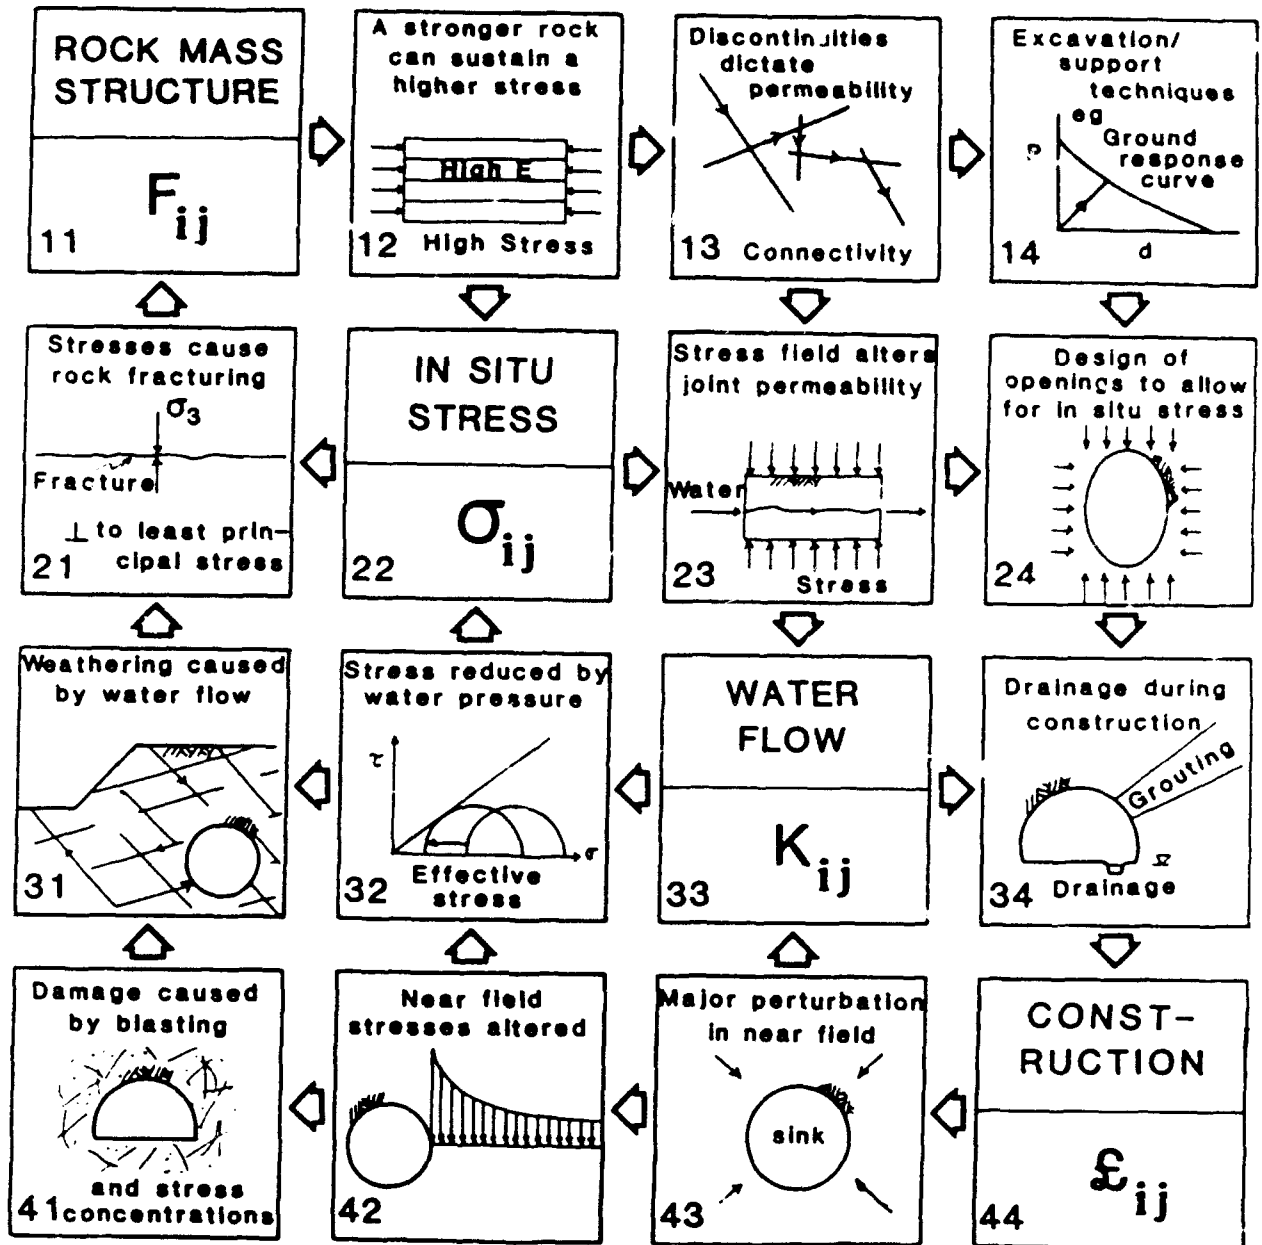 ROCK MASS
STRUCTURE
F ij
11
A stronger rock
can sustain a
higher stress
High E
High Stress
12
Discontinuities
dictate
permeability
Connectivity
13
Excavation/
support
techniques
eg
Ground
response
curve
d
14
Stresses cause
rock fracturing
σ3
Fracture
⊥ to least prin-
cipal stress
21
IN SITU
STRESS
σ ij
22
Stress field alters
joint permeability
Water
Stress
23
Design of
openings to allow
for in situ stress
24
Weathering caused
by water flow
31
Stress reduced by
water pressure
τ
σ
Effective
stress
32
WATER
FLOW
K ij
33
Drainage during
construction
Grouting
Drainage
34
Damage caused
by blasting
and stress
concentrations
41
Near field
stresses altered
42
Major perturbation
in near field
sink
43
CONST-
RUCTION
£ ij
44